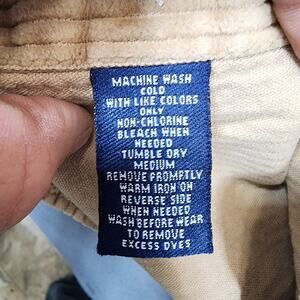 MACHINE WASH
COLD
WITH LIKE COLORS
ONLY
NON-CHLORINE
BLEACH WHEN
NEEDED
TUMBLE DRY
MEDIUM
REMOVE PROMPTLY
WARM IRON ON
REVERSE SIDE
WHEN NEEDED
WASH BEFORE WEAR
TO REMOVE
EXCESS DYES